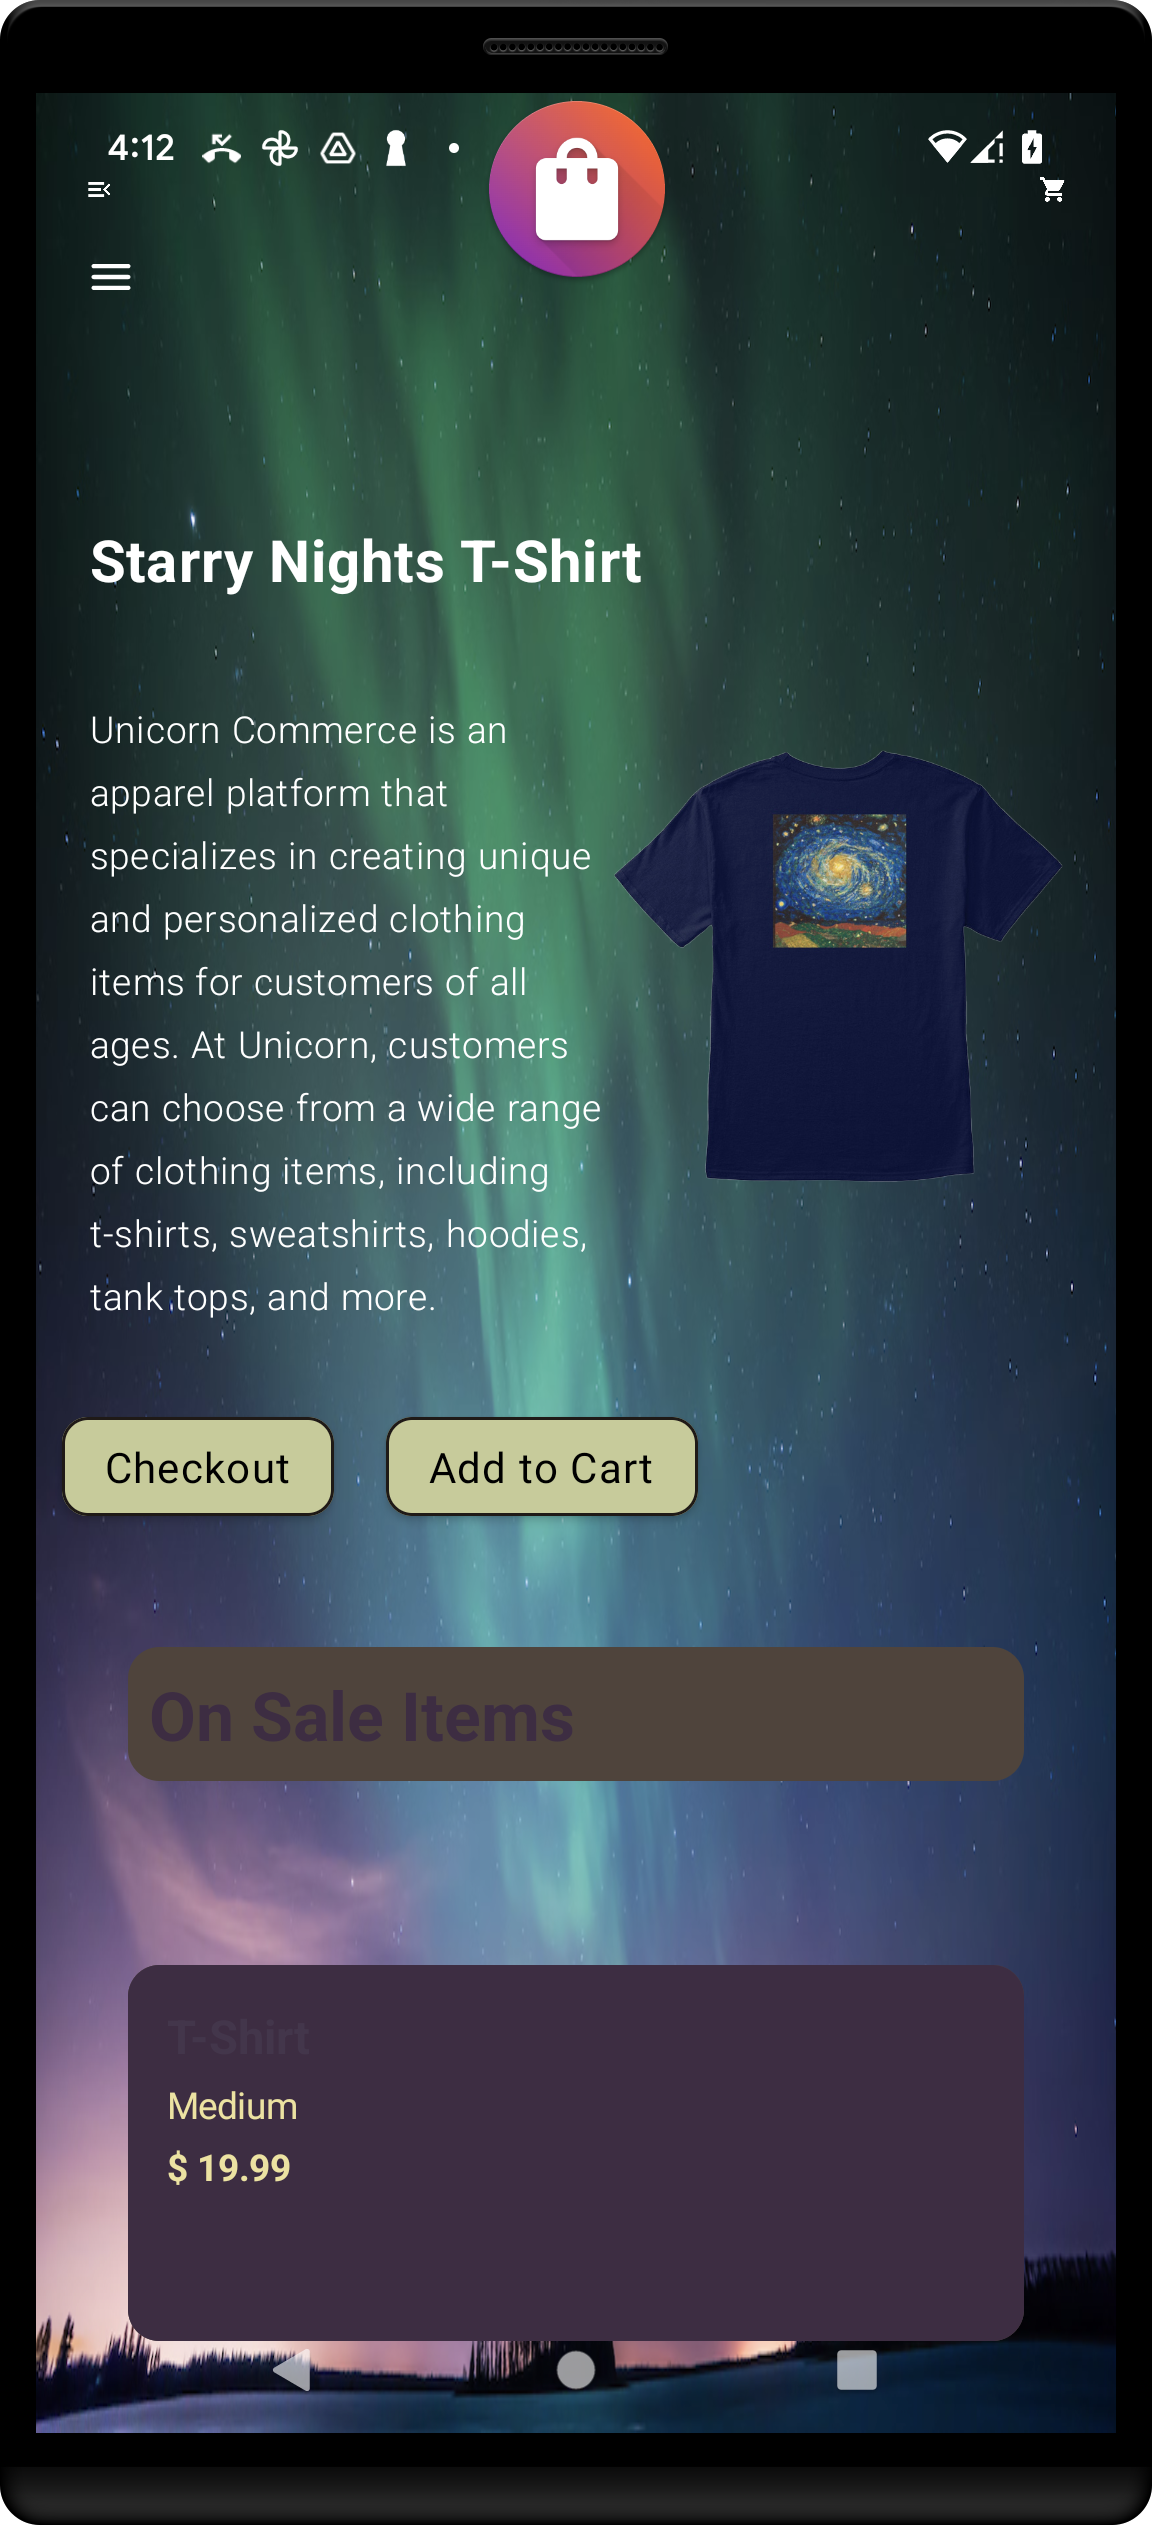 4:12
Starry Nights T-Shirt
Unicorn Commerce is an
apparel platform that
specializes in creating unique
and personalized clothing
items for customers of all
ages. At Unicorn, customers
can choose from a wide range
of clothing items, including
t-shirts, sweatshirts, hoodies,
tank tops, and more.
Checkout
Add to Cart
On Sale Items
T-Shirt
Medium
$ 19.99